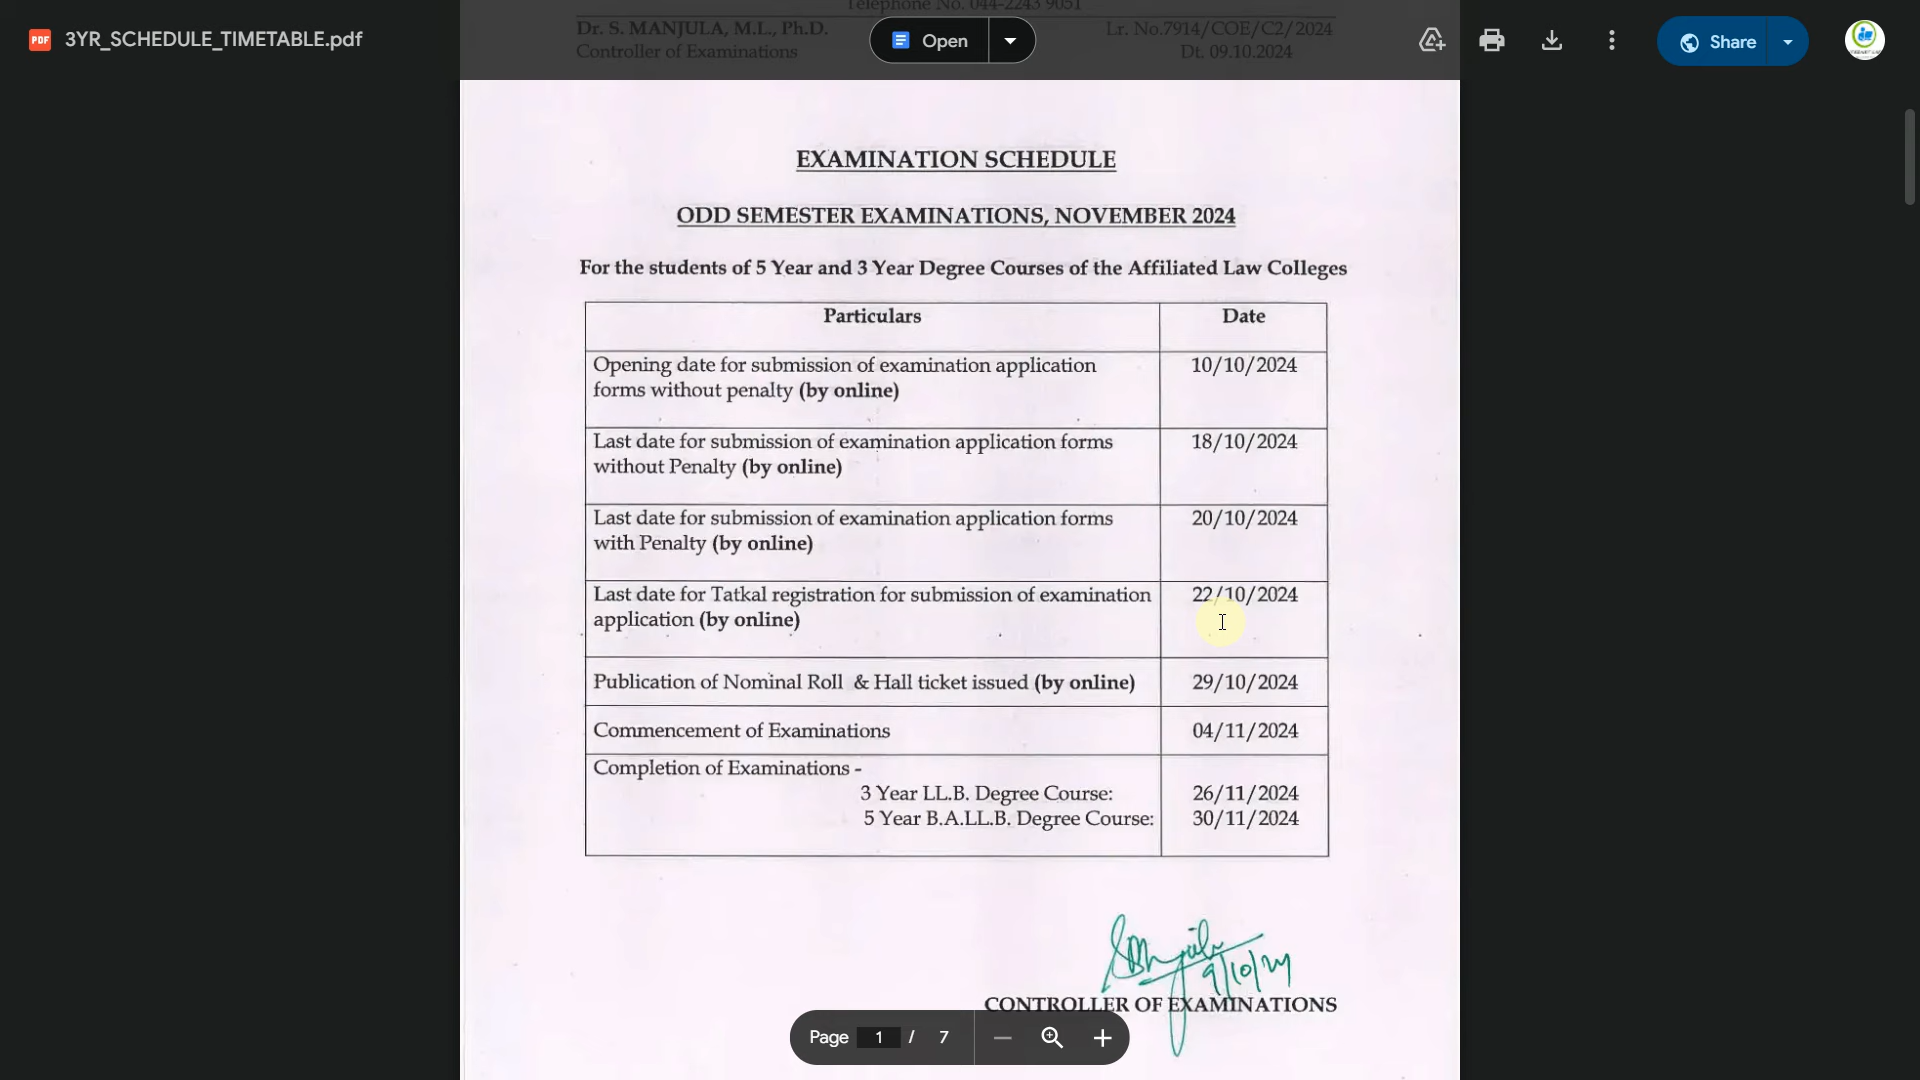 3YR_SCHEDULE_TIMETABLE.pdf
Open
Share
Telephone No. 044-2243 9051
Dr. S. MANJULA, M.L., Ph.D.
Lr. No.7914/COE/C2/2024
Controller of Examinations
Dt. 09.10.2024
EXAMINATION SCHEDULE
ODD SEMESTER EXAMINATIONS, NOVEMBER 2024
For the students of 5 Year and 3 Year Degree Courses of the Affiliated Law Colleges
Particulars Date
Opening date for submission of examination application 10/10/2024
forms without penalty (by online)
Last date for submission of examination application forms 18/10/2024
without Penalty (by online)
Last date for submission of examination application forms 20/10/2024
with Penalty (by online)
Last date for Tatkal registration for submission of examination 22/10/2024
application (by online)
Publication of Nominal Roll & Hall ticket issued (by online) 29/10/2024
Commencement of Examinations 04/11/2024
Completion of Examinations -
3 Year LL.B. Degree Course: 26/11/2024
5 Year B.A.LL.B. Degree Course: 30/11/2024
9/10/24
CONTROLLER OF EXAMINATIONS
Page 1 / 7